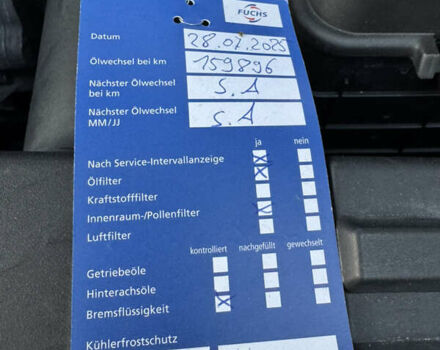 FUCHS
Datum 28.02.2025
Ölwechsel bei km 159896
Nächster Ölwechsel
bei km S.A
Nächster Ölwechsel
MM/JJ S.A
ja nein
Nach Service-Intervallanzeige
Ölfilter
Kraftstofffilter
Innenraum-/Pollenfilter
Luftfilter
kontrolliert nachgefüllt gewechselt
Getriebeöle
Hinterachsöle
Bremsflüssigkeit
Kühlerfrostschutz